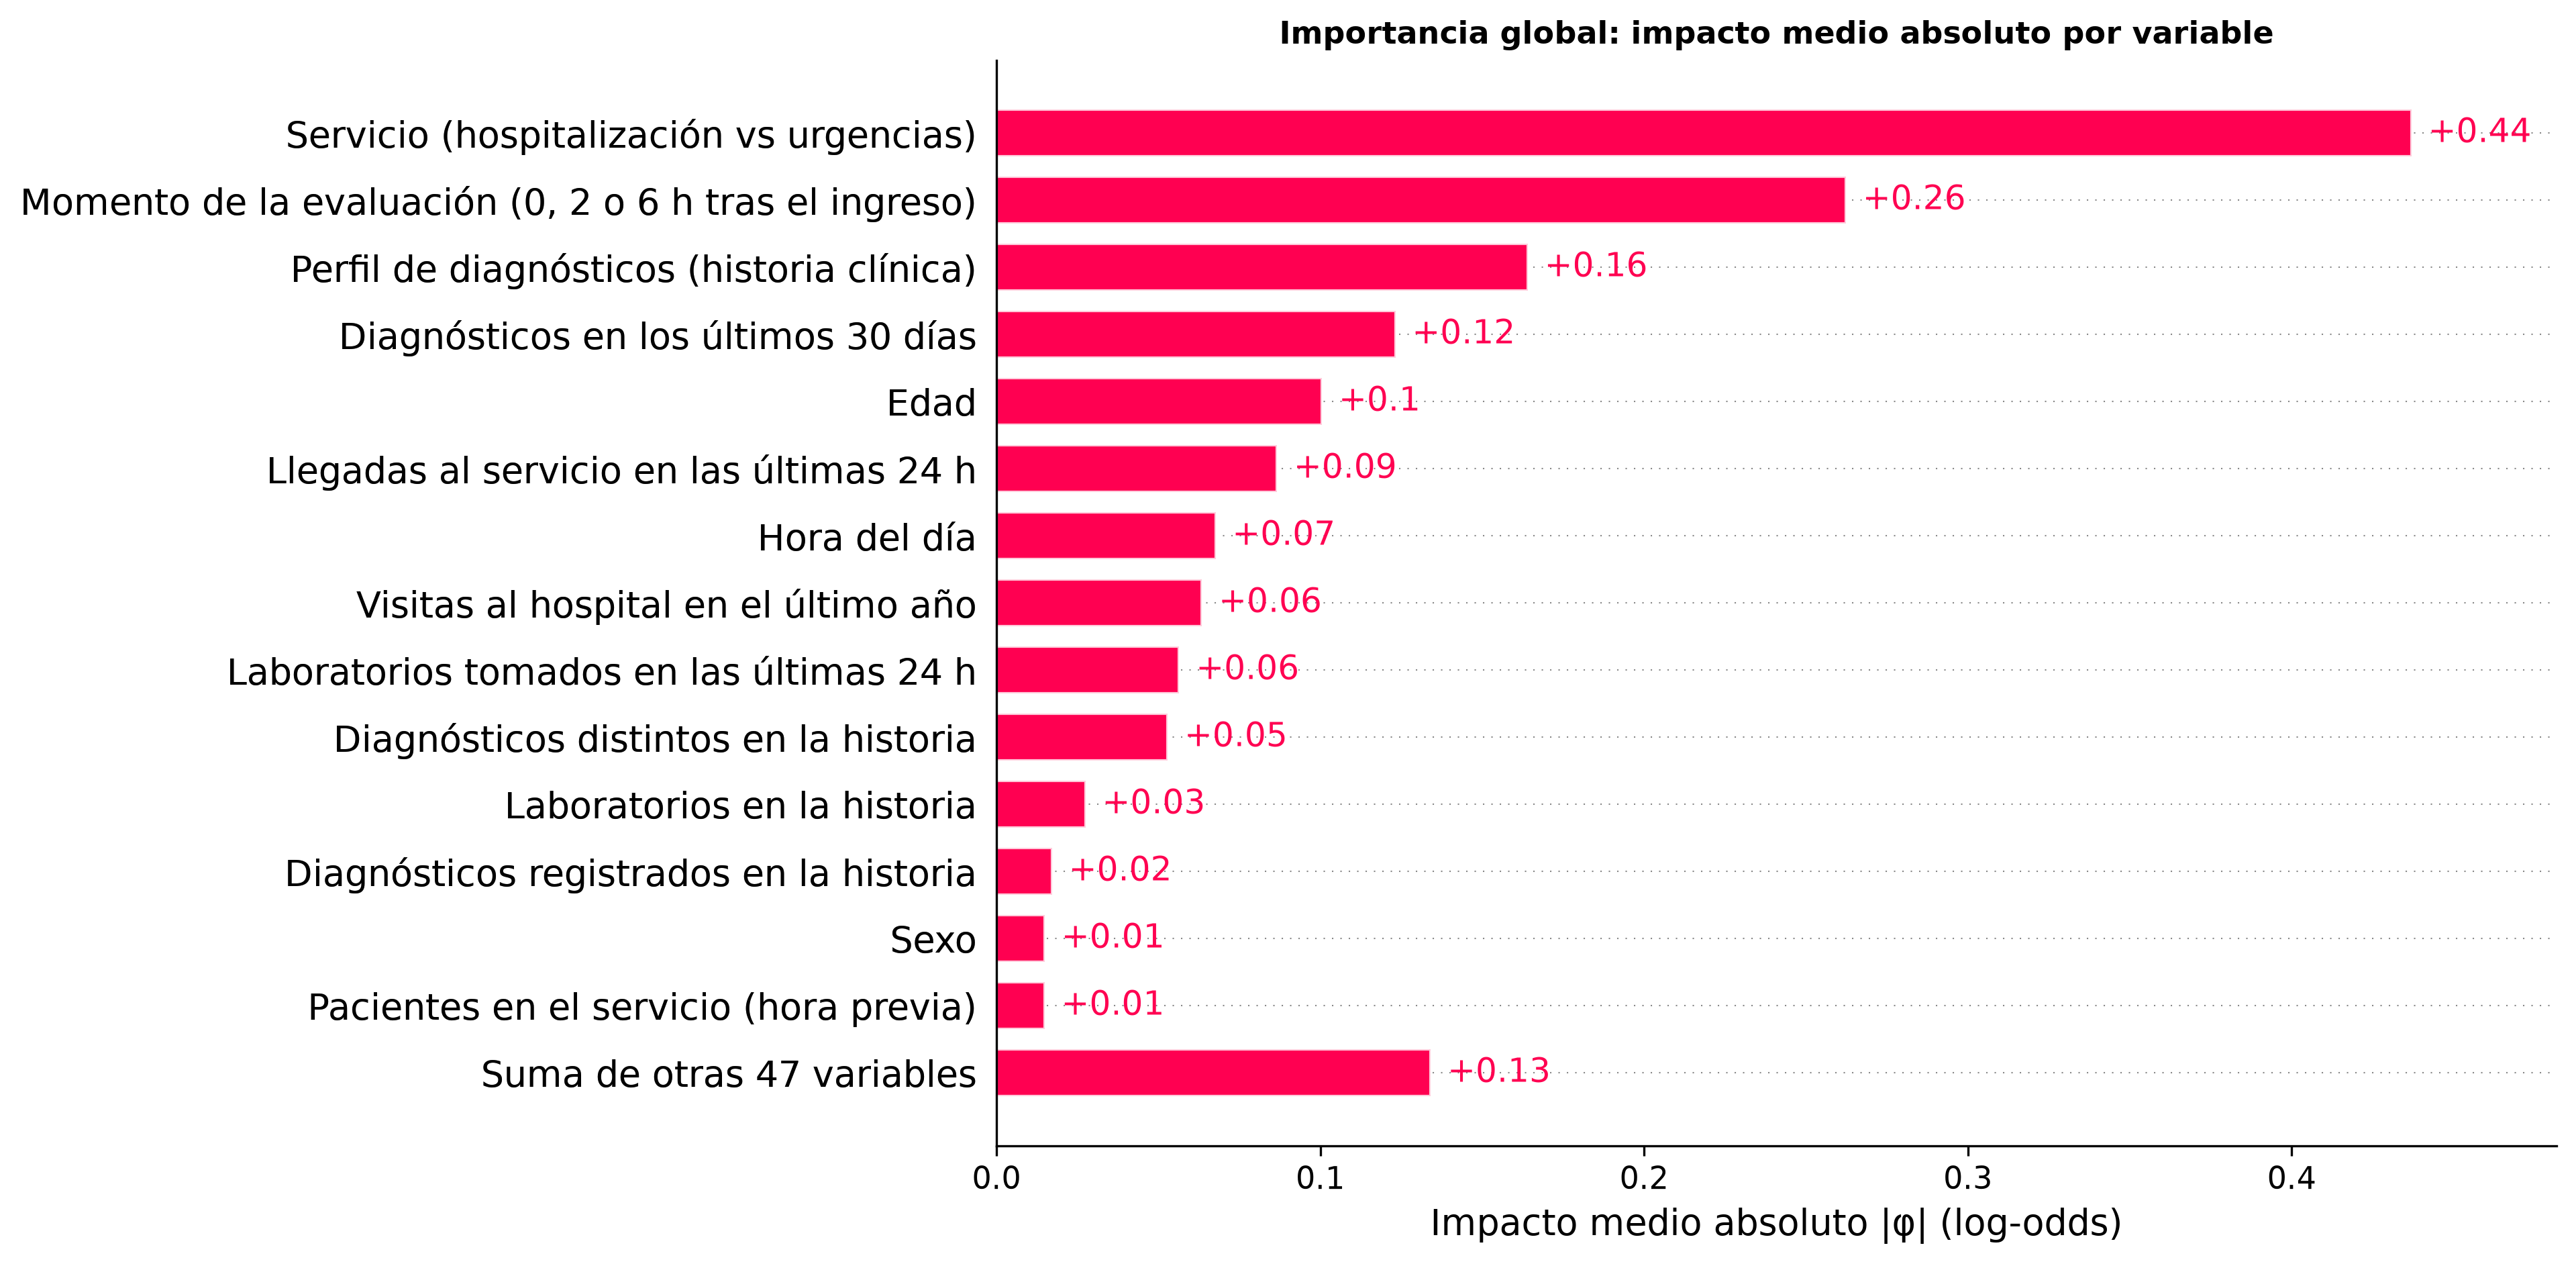 Importancia global: impacto medio absoluto por variable
Servicio (hospitalización vs urgencias) +0.44
Momento de la evaluación (0, 2 o 6 h tras el ingreso) +0.26
Perfil de diagnósticos (historia clínica) +0.16
Diagnósticos en los últimos 30 días +0.12
Edad +0.1
Llegadas al servicio en las últimas 24 h +0.09
Hora del día +0.07
Visitas al hospital en el último año +0.06
Laboratorios tomados en las últimas 24 h +0.06
Diagnósticos distintos en la historia +0.05
Laboratorios en la historia +0.03
Diagnósticos registrados en la historia +0.02
Sexo +0.01
Pacientes en el servicio (hora previa) +0.01
Suma de otras 47 variables +0.13
0.0 0.1 0.2 0.3 0.4
Impacto medio absoluto |φ| (log-odds)